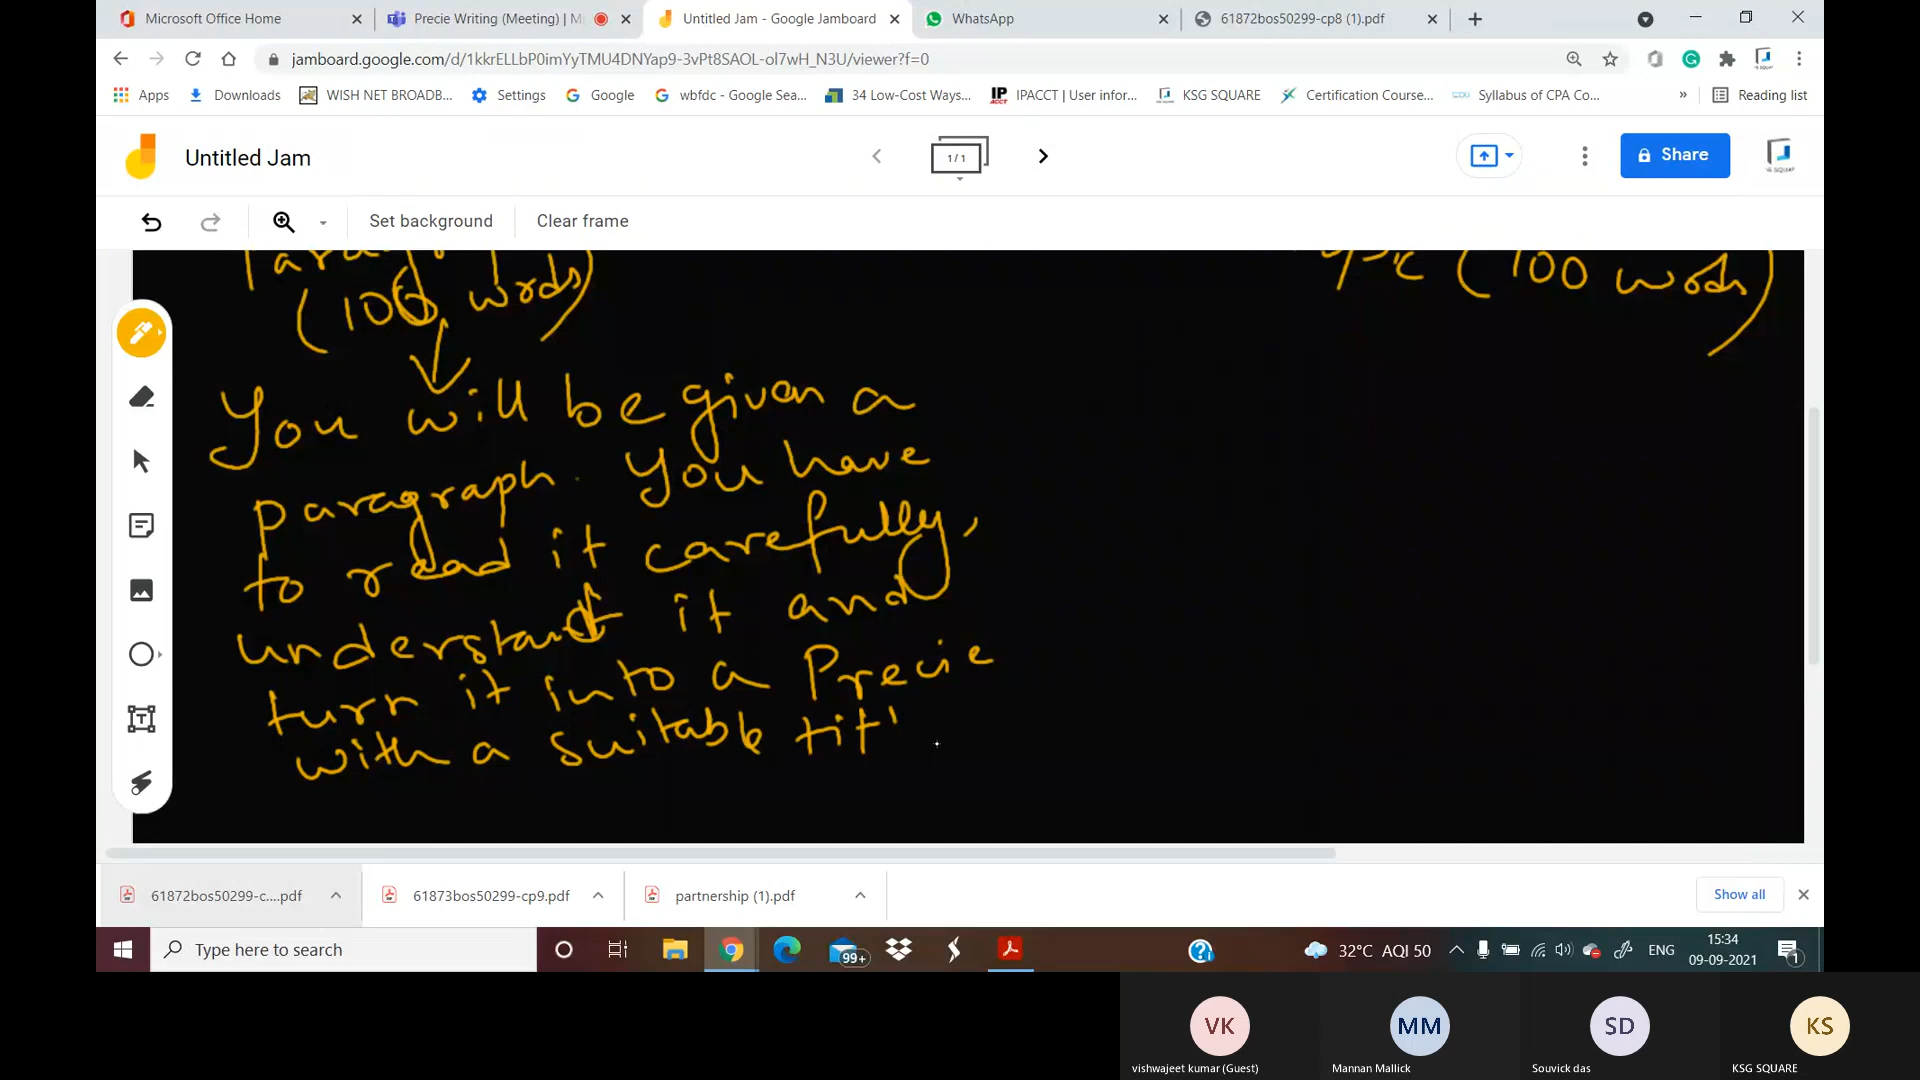 Microsoft Office Home
Precie Writing (Meeting) | M
Untitled Jam - Google Jamboard
WhatsApp
61872bos50299-cp8 (1).pdf
jamboard.google.com/d/1kkrELLbP0imYyTMU4DNYap9-3vPt8SAOL-ol7wH_N3U/viewer?f=0
Apps Downloads WISH NET BROADB... Settings Google wbfdc - Google Sea... 34 Low-Cost Ways... IPACCT | User infor... KSG SQUARE Certification Course... Syllabus of CPA Co... » Reading list
Untitled Jam
1 / 1
Share
Set background Clear frame
(100 words)
(100 words)
You will be given a
paragraph. You have
to read it carefully,
understand it and
turn it into a Precie
with a suitable tit
61872bos50299-c....pdf 61873bos50299-cp9.pdf partnership (1).pdf Show all
Type here to search
99+
32°C AQI 50
ENG
15:34
09-09-2021
1
VK MM SD KS
vishwajeet kumar (Guest) Mannan Mallick Souvick das KSG SQUARE